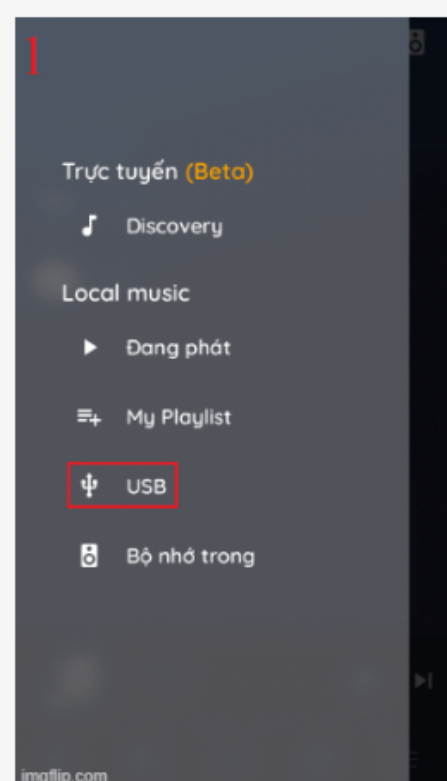 1
Trực tuyến (Beta)
Discovery
Local music
Đang phát
My Playlist
USB
Bộ nhớ trong
imgflip.com